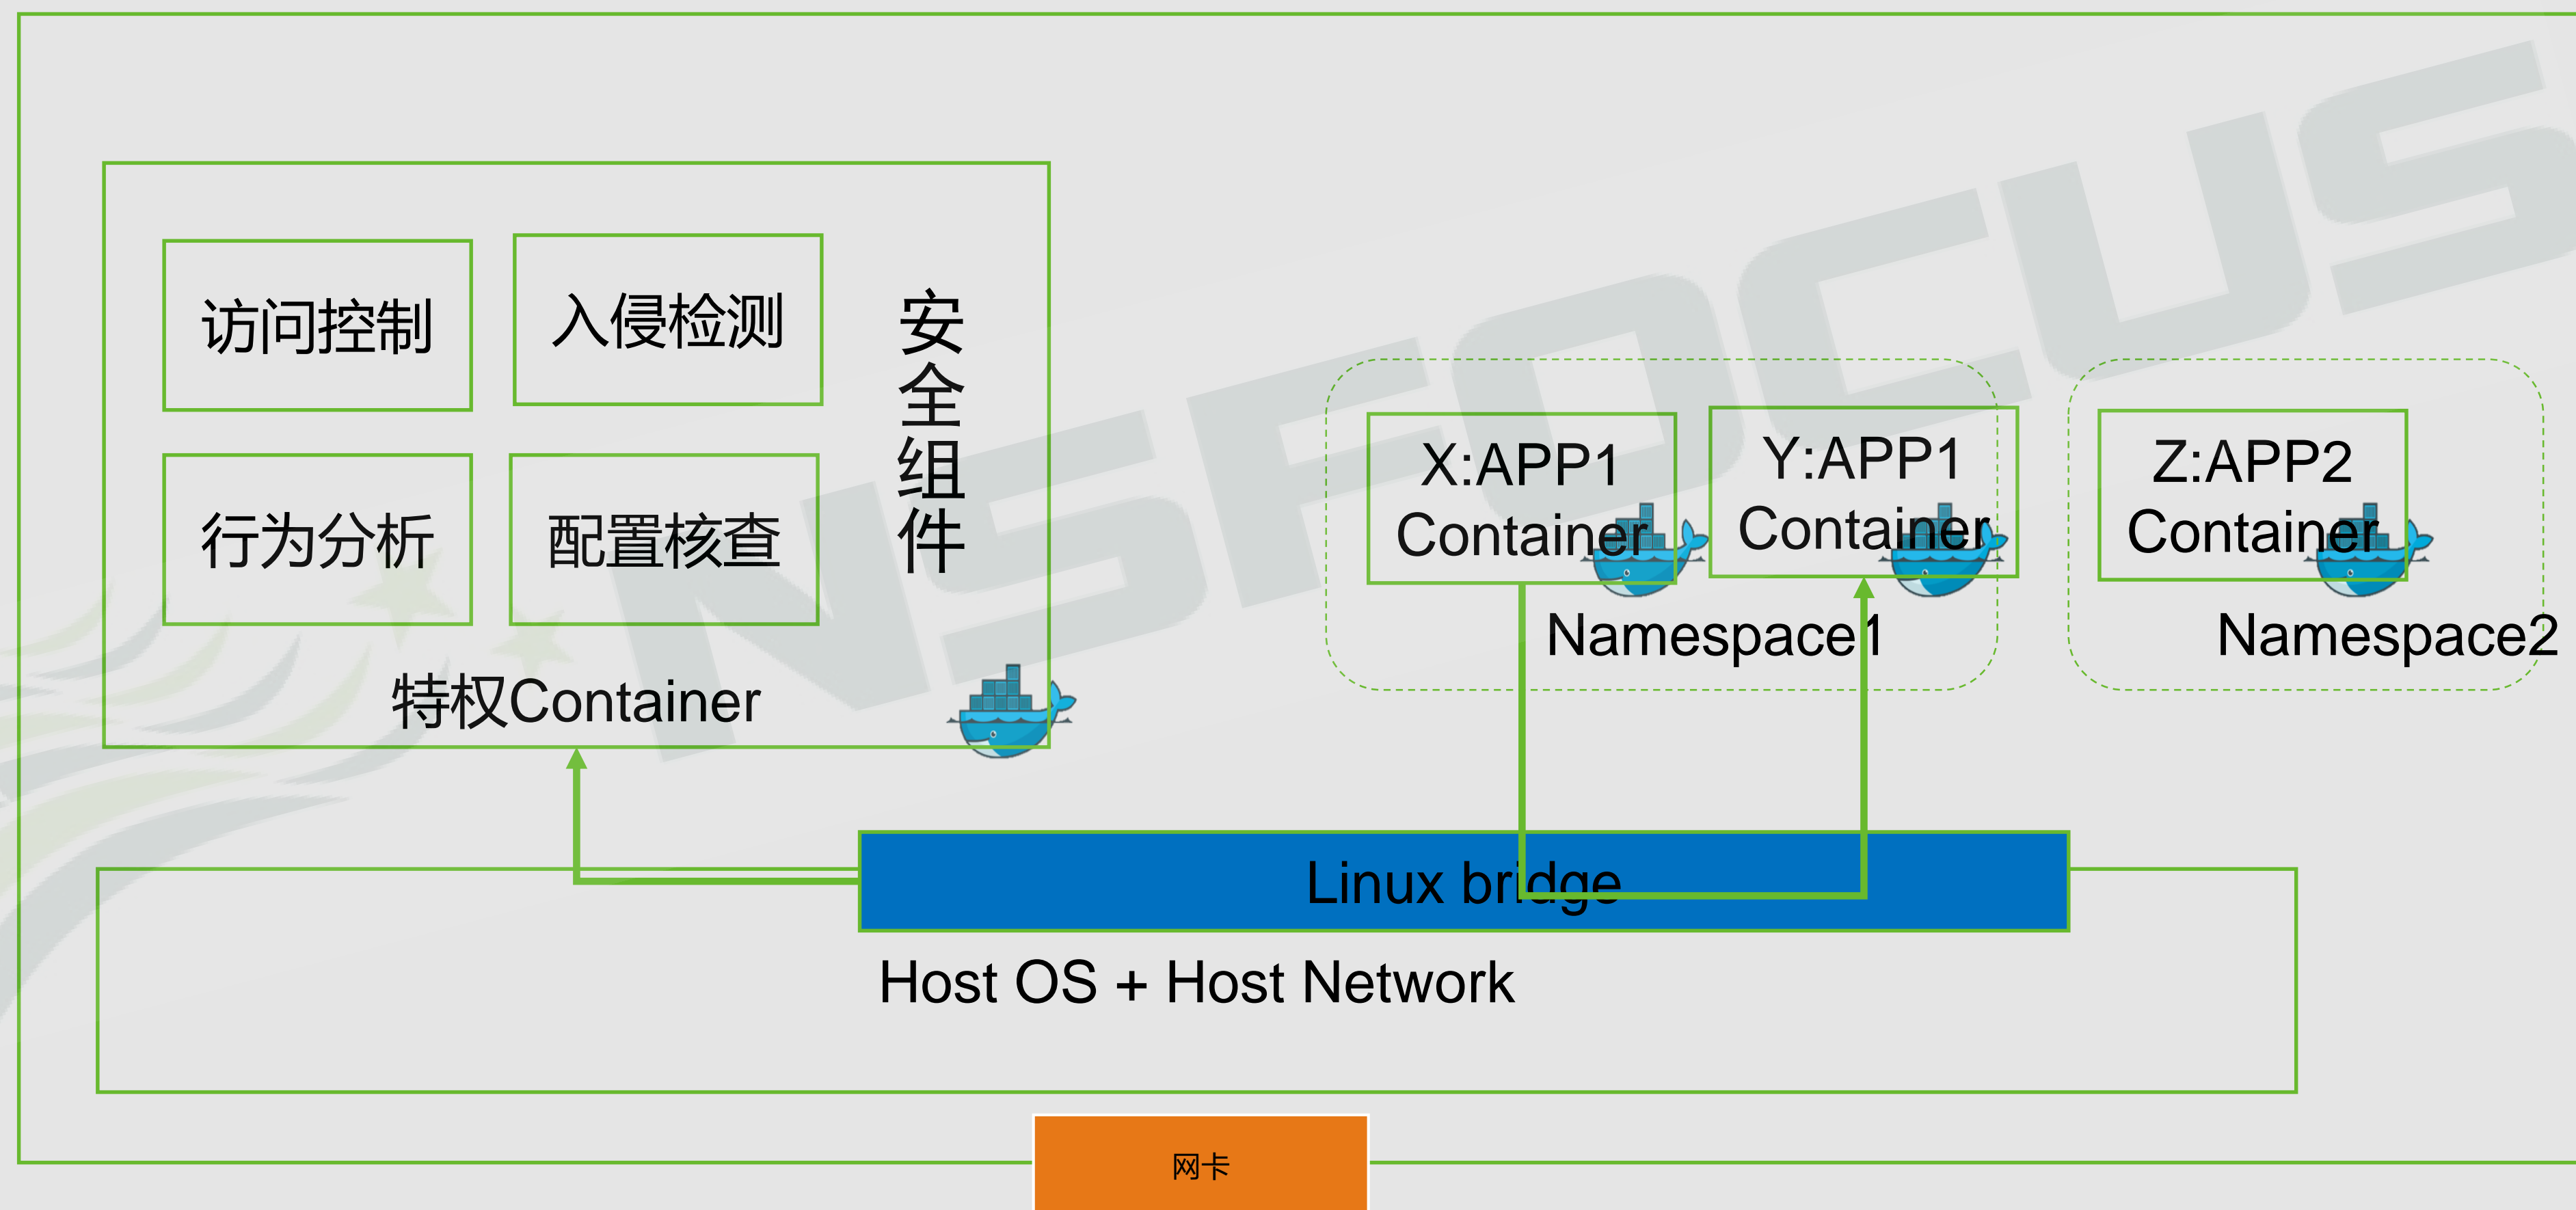 NSFOCUS
访问控制
入侵检测
行为分析
配置核查
安全组件
特权Container
X:APP1
Container
Y:APP1
Container
Namespace1
Z:APP2
Container
Namespace2
Linux bridge
Host OS + Host Network
网卡